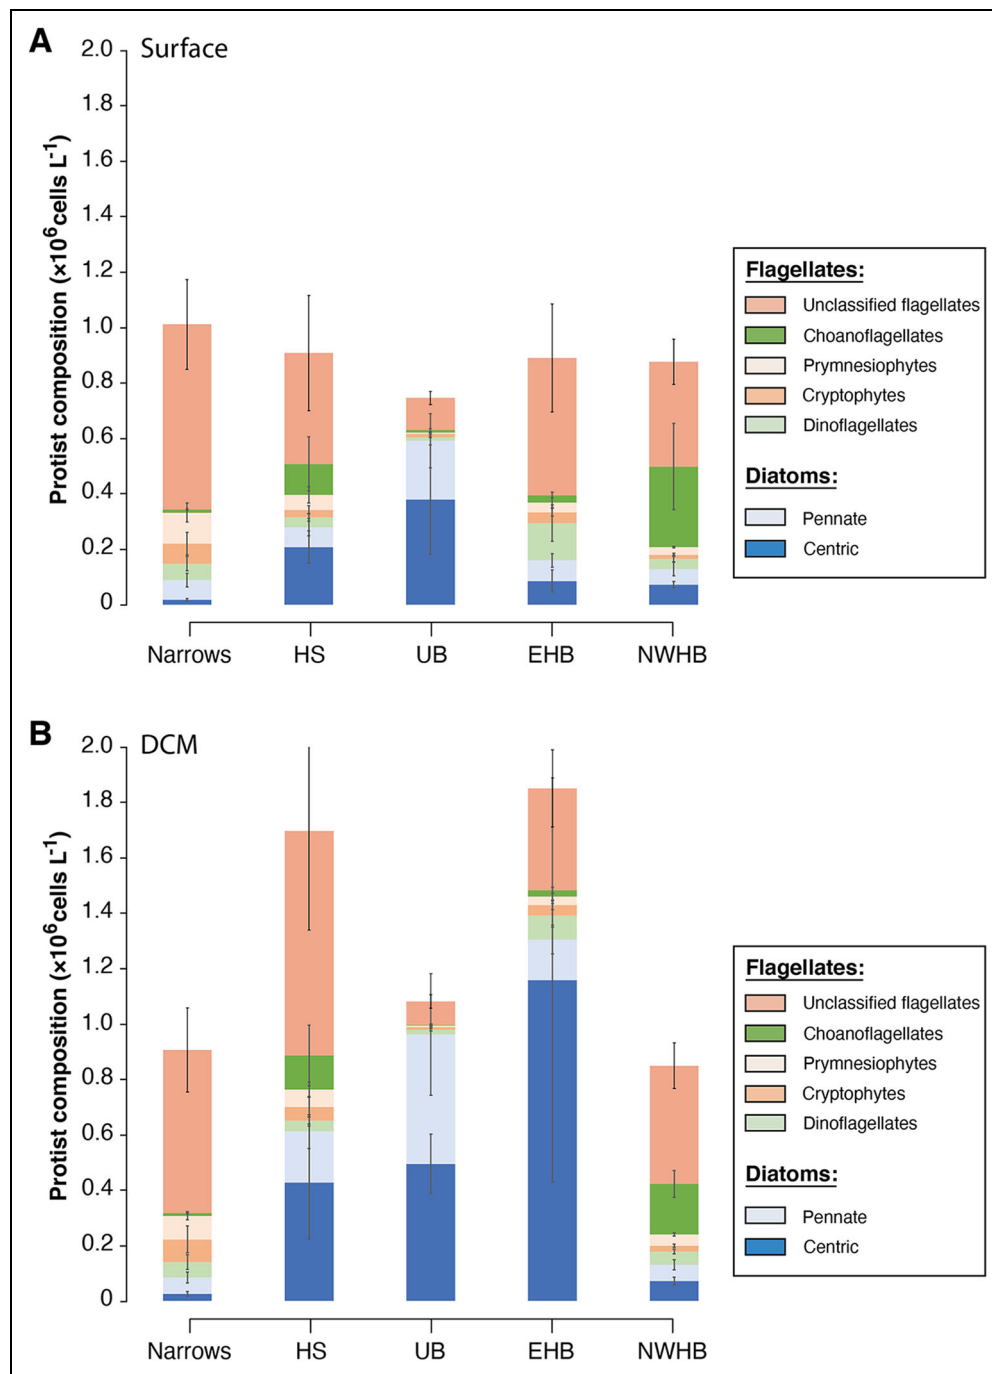 A Surface
Protist composition (×10⁶cells L⁻¹)
2.0
1.8
1.6
1.4
1.2
1.0
0.8
0.6
0.4
0.2
0
Narrows HS UB EHB NWHB
Flagellates:
Unclassified flagellates
Choanoflagellates
Prymnesiophytes
Cryptophytes
Dinoflagellates
Diatoms:
Pennate
Centric
B DCM
Protist composition (×10⁶cells L⁻¹)
2.0
1.8
1.6
1.4
1.2
1.0
0.8
0.6
0.4
0.2
0
Narrows HS UB EHB NWHB
Flagellates:
Unclassified flagellates
Choanoflagellates
Prymnesiophytes
Cryptophytes
Dinoflagellates
Diatoms:
Pennate
Centric